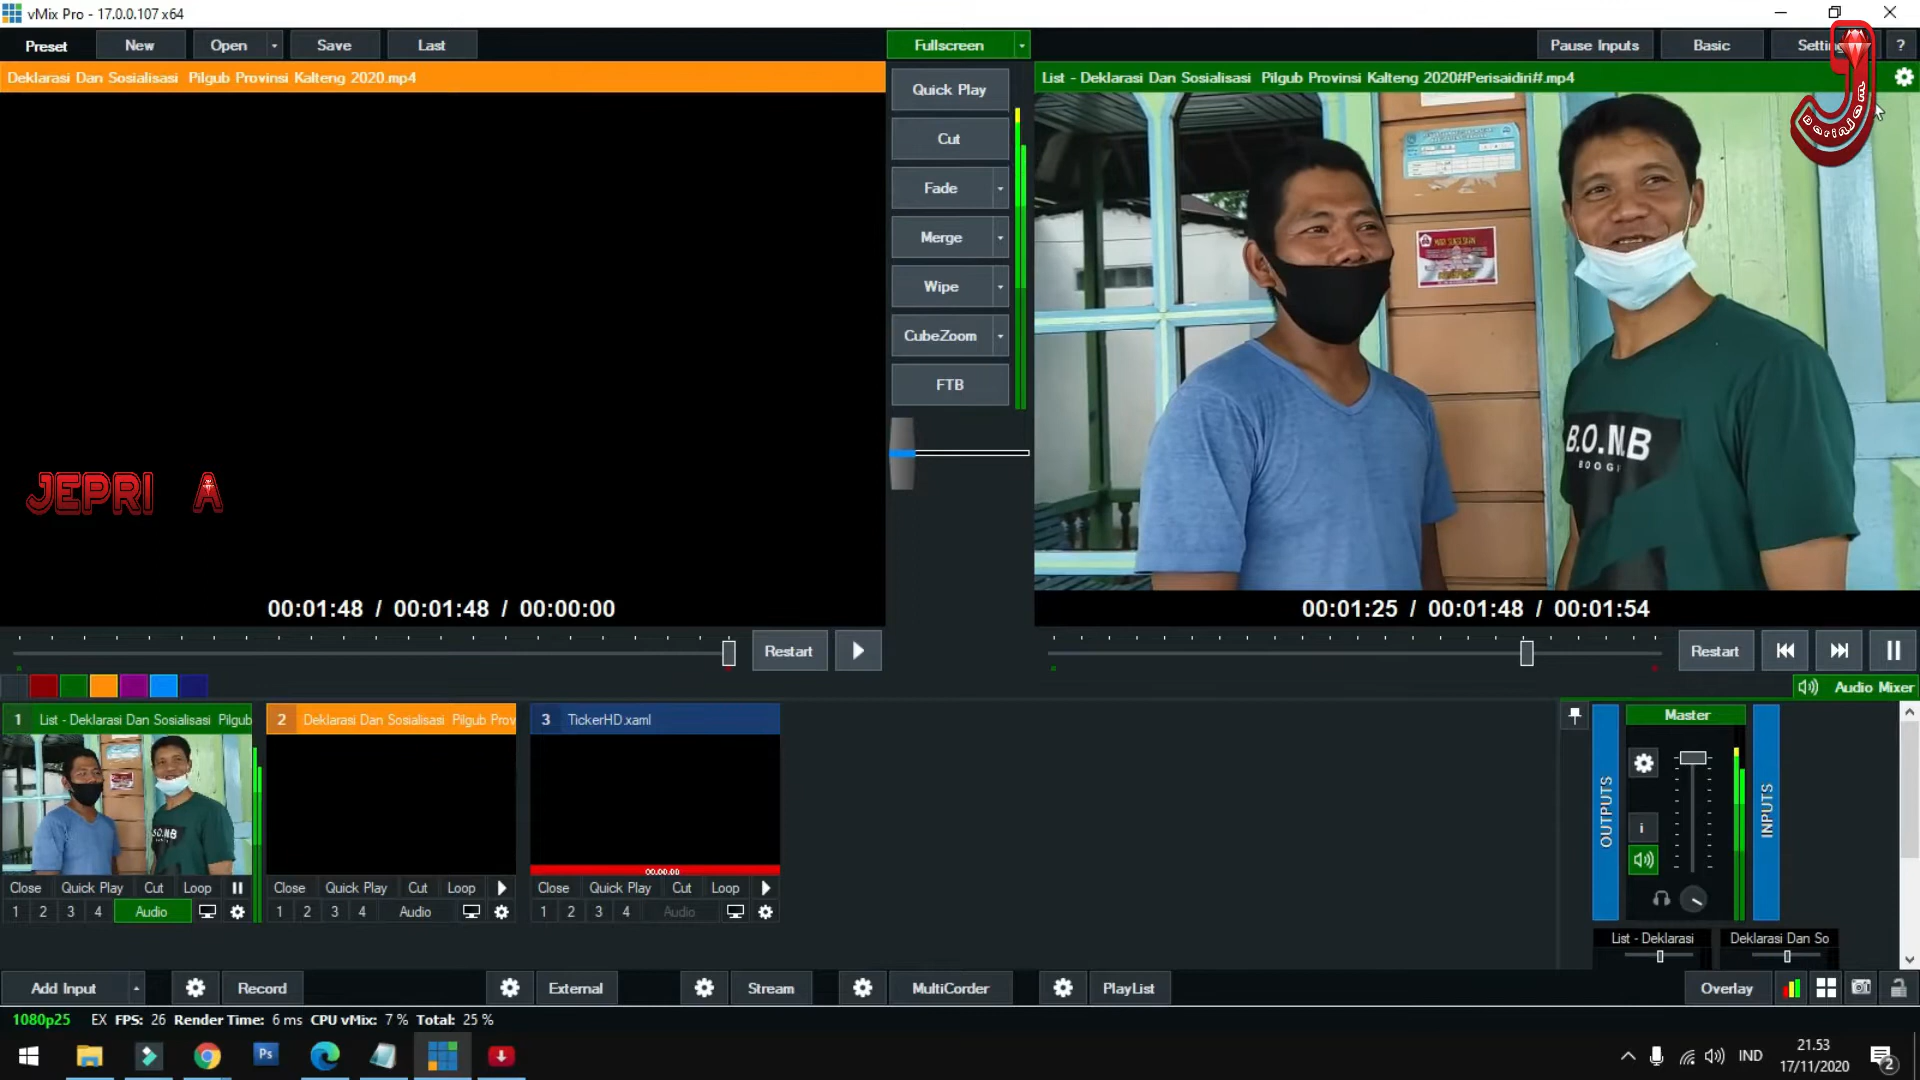 vMix Pro - 17.0.0.107 x64
Preset
New
Open
Save
Last
Fullscreen
Pause Inputs
Basic
?
Deklarasi Dan Sosialisasi  Pilgub Provinsi Kalteng 2020.mp4
List - Deklarasi Dan Sosialisasi  Pilgub Provinsi Kalteng 2020#Perisaidiri#.mp4
Quick Play
Cut
Fade
Merge
Wipe
CubeZoom
FTB
B.O.N.B
JEPRI A
00:01:48 / 00:01:48 / 00:00:00
00:01:25 / 00:01:48 / 00:01:54
Restart
Restart
Audio Mixer
1 List - Deklarasi Dan Sosialisasi  Pilgub
2 Deklarasi Dan Sosialisasi  Pilgub Prov
3 TickerHD.xaml
Master
OUTPUTS
INPUTS
i
B.O.N.B
00:00:00
Close Quick Play Cut Loop
Close Quick Play Cut Loop
Close Quick Play Cut Loop
1 2 3 4 Audio
1 2 3 4 Audio
1 2 3 4 Audio
List - Deklarasi
Deklarasi Dan So
Add Input
Record
External
Stream
MultiCorder
PlayList
Overlay
1080p25 EX FPS: 26 Render Time: 6 ms CPU vMix: 7 % Total: 25 %
Ps
IND
21.53
17/11/2020
2